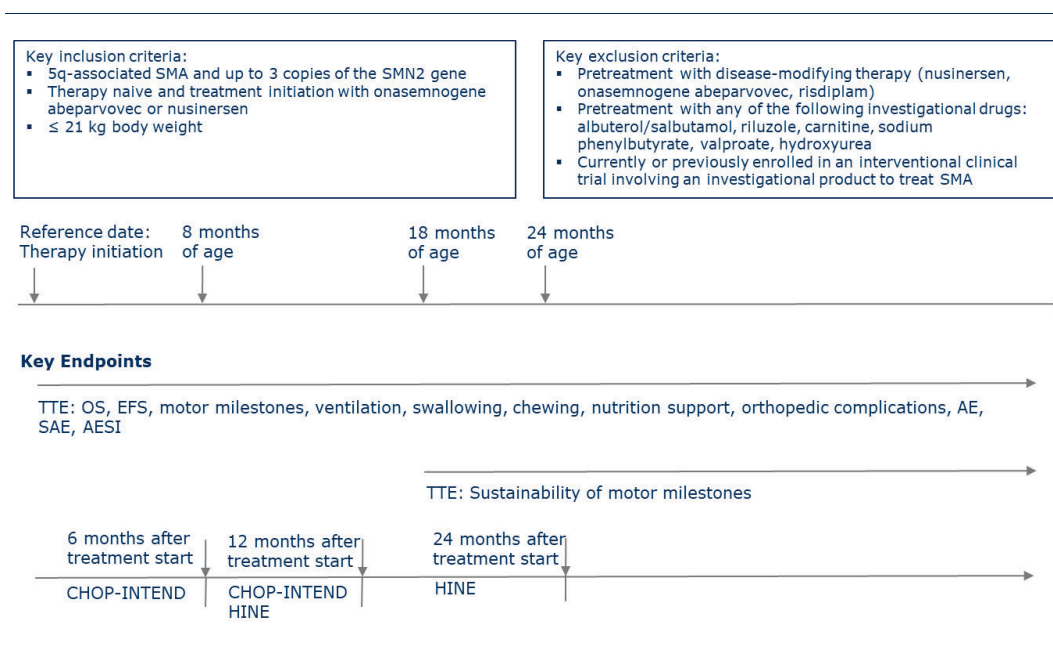 Key inclusion criteria:
▪ 5q-associated SMA and up to 3 copies of the SMN2 gene
▪ Therapy naive and treatment initiation with onasemnogene
abeparvovec or nusinersen
▪ ≤ 21 kg body weight
Key exclusion criteria:
▪ Pretreatment with disease-modifying therapy (nusinersen,
onasemnogene abeparvovec, risdiplam)
▪ Pretreatment with any of the following investigational drugs:
albuterol/salbutamol, riluzole, carnitine, sodium
phenylbutyrate, valproate, hydroxyurea
▪ Currently or previously enrolled in an interventional clinical
trial involving an investigational product to treat SMA
Reference date:
Therapy initiation
8 months
of age
18 months
of age
24 months
of age
Key Endpoints
TTE: OS, EFS, motor milestones, ventilation, swallowing, chewing, nutrition support, orthopedic complications, AE,
SAE, AESI
TTE: Sustainability of motor milestones
6 months after
treatment start
12 months after
treatment start
24 months after
treatment start
CHOP-INTEND
CHOP-INTEND
HINE
HINE